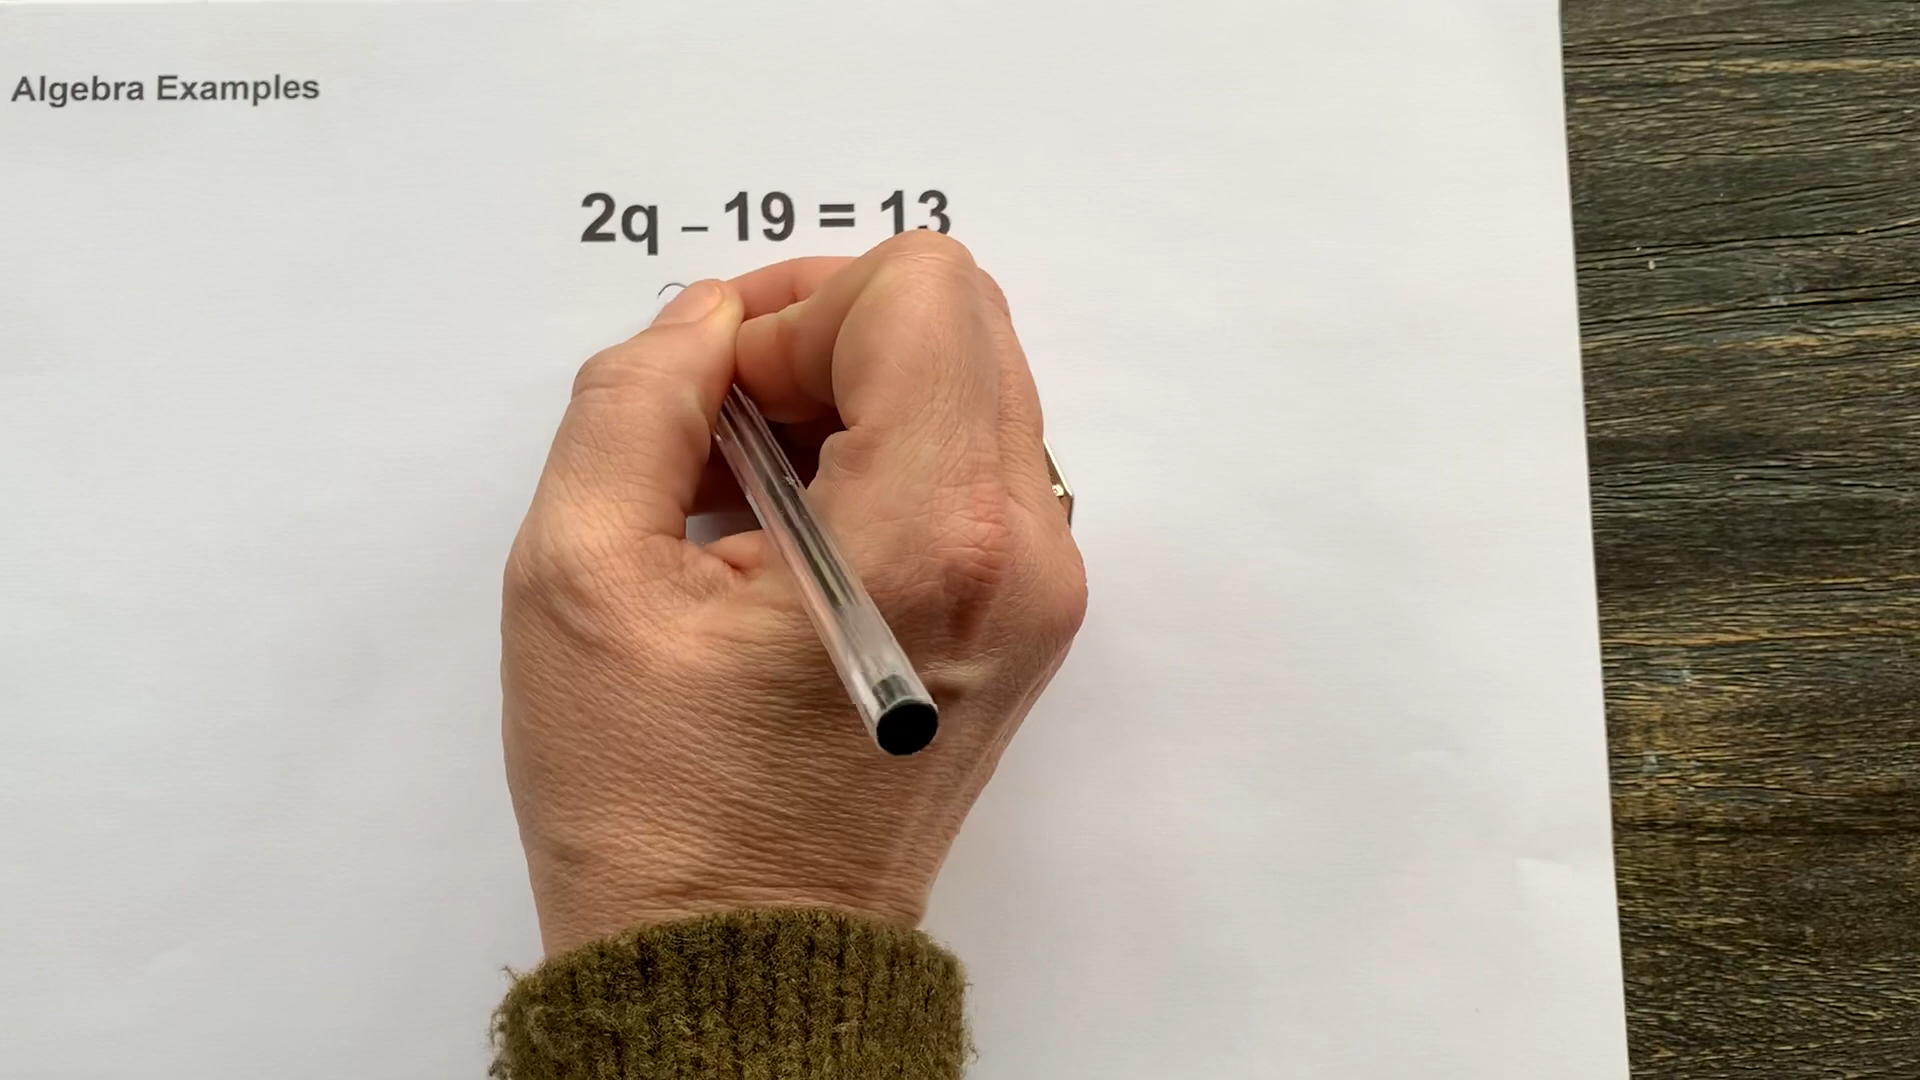 Algebra Examples
2q – 19 = 13